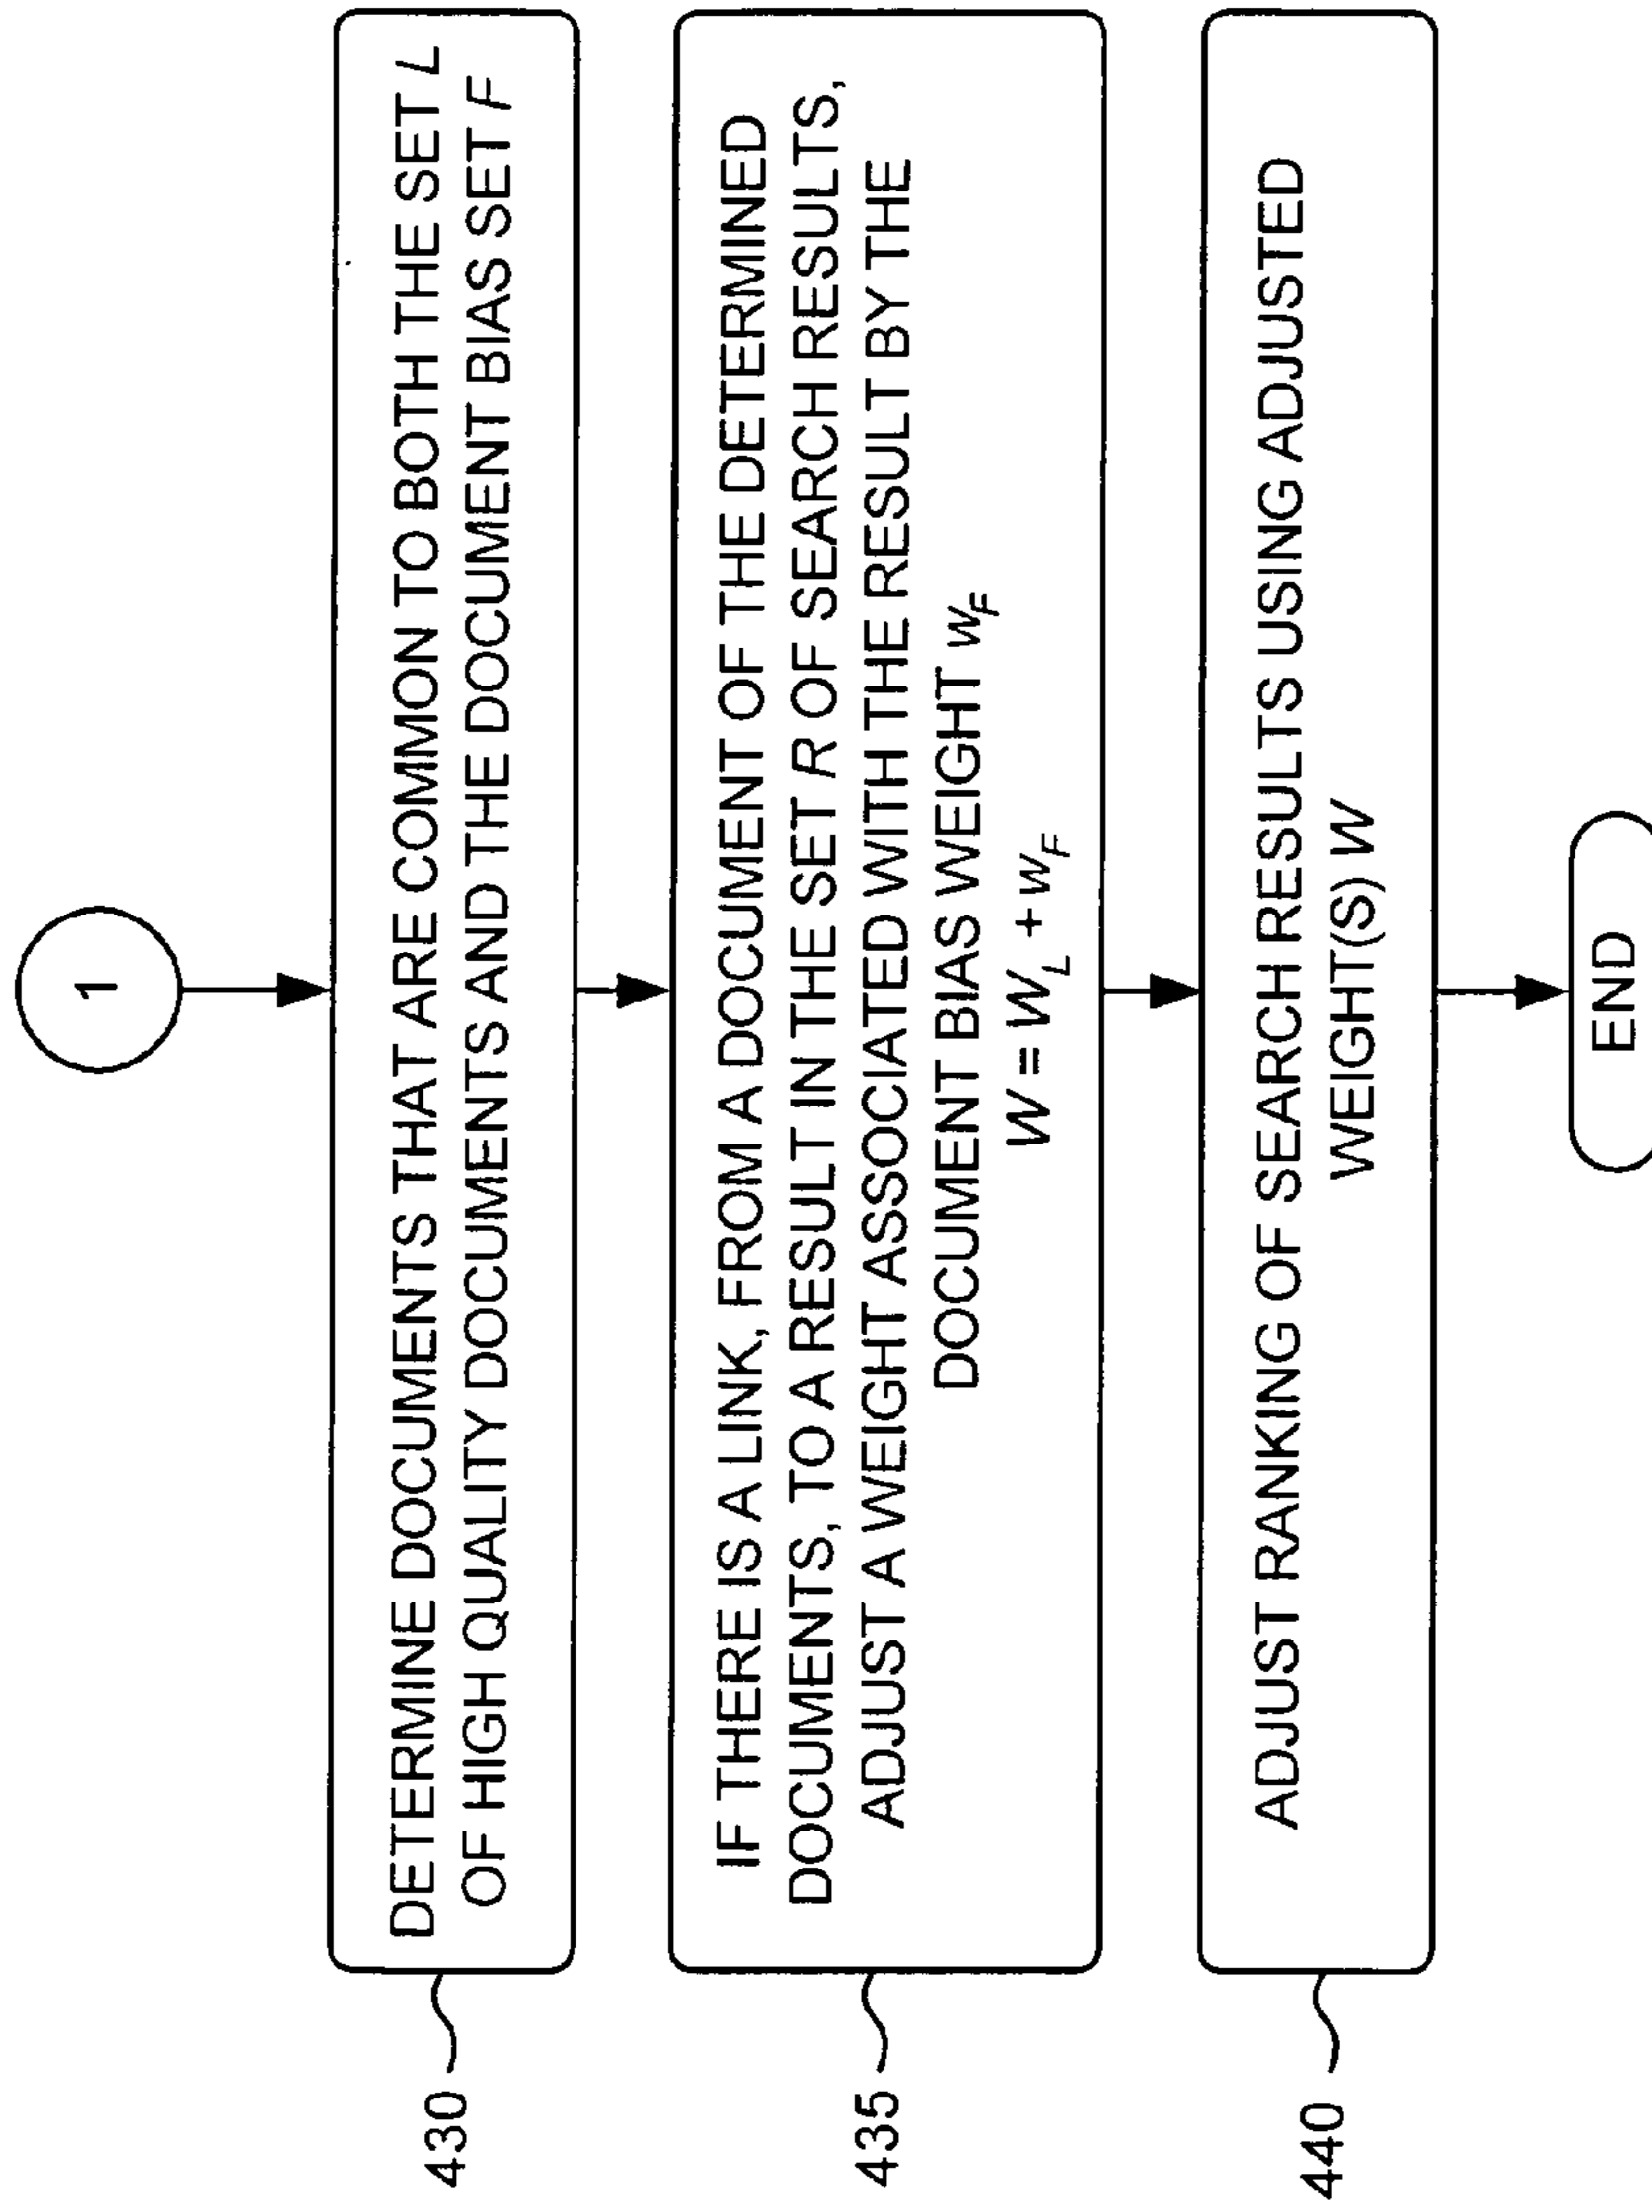 1
DETERMINE DOCUMENTS THAT ARE COMMON TO BOTH THE SET L
OF HIGH QUALITY DOCUMENTS AND THE DOCUMENT BIAS SET F
430
IF THERE IS A LINK, FROM A DOCUMENT OF THE DETERMINED
DOCUMENTS, TO A RESULT IN THE SET R OF SEARCH RESULTS,
ADJUST A WEIGHT ASSOCIATED WITH THE RESULT BY THE
DOCUMENT BIAS WEIGHT w_F
W = W_L + w_F
435
ADJUST RANKING OF SEARCH RESULTS USING ADJUSTED
WEIGHT(S) W
440
END